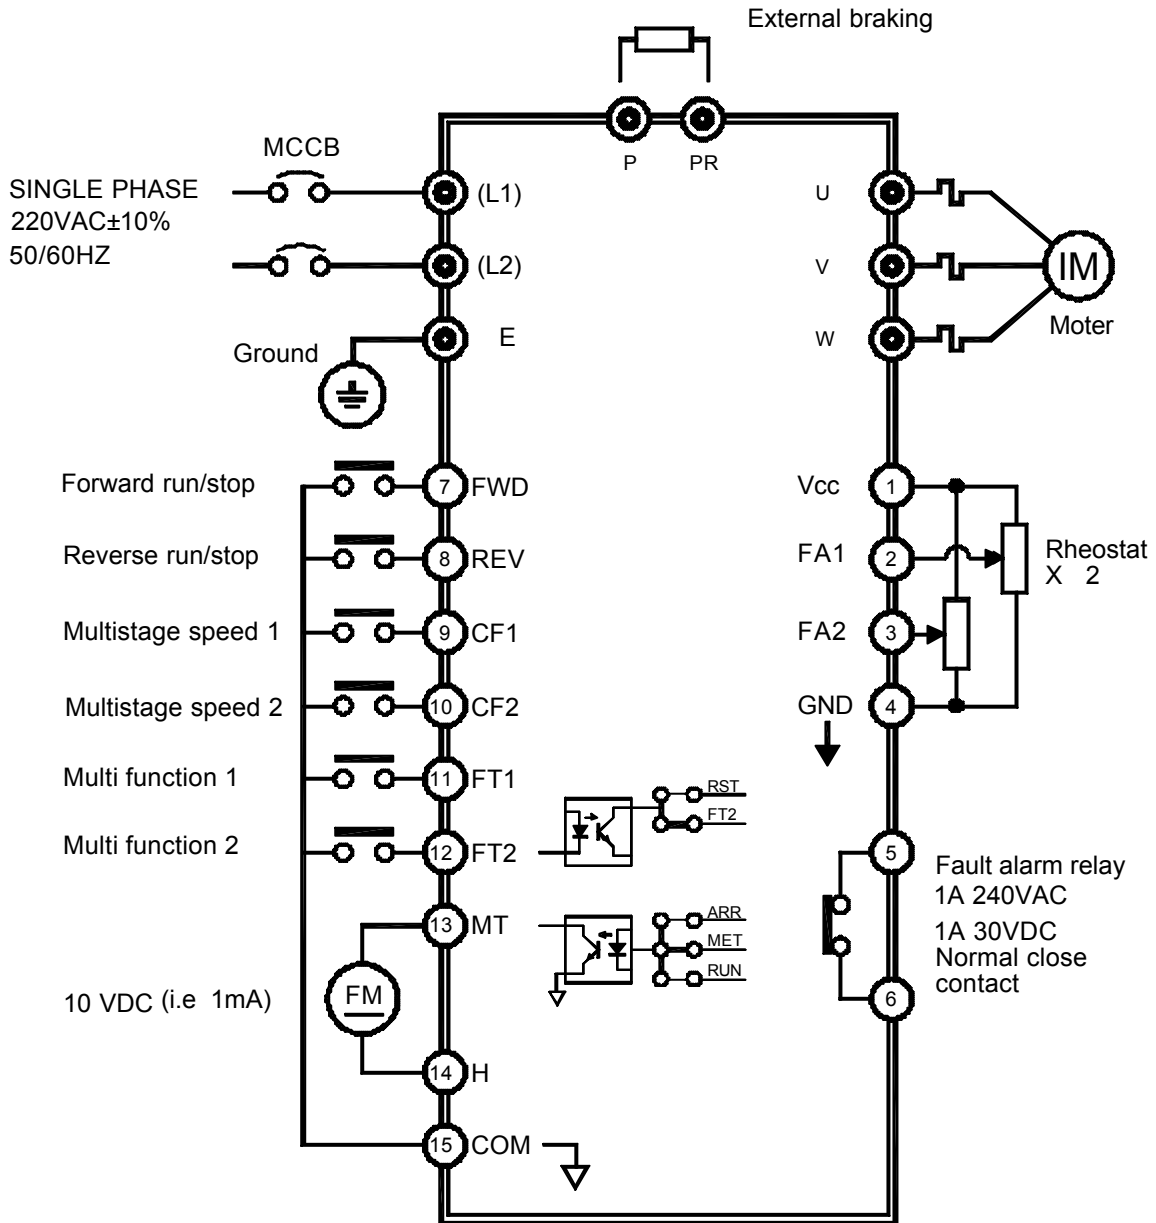 External braking
P
PR
MCCB
SINGLE PHASE
220VAC±10%
50/60HZ
(L1)
(L2)
E
Ground
U
V
W
IM
Moter
Forward run/stop
7
FWD
Reverse run/stop
8
REV
Multistage speed 1
9
CF1
Multistage speed 2
10
CF2
Multi function 1
11
FT1
Multi function 2
12
FT2
13
MT
10 VDC (i.e 1mA)
FM
14
H
15
COM
RST
FT2
ARR
MET
RUN
Vcc
1
FA1
2
FA2
3
GND
4
Rheostat
X 2
5
6
Fault alarm relay
1A 240VAC
1A 30VDC
Normal close
contact